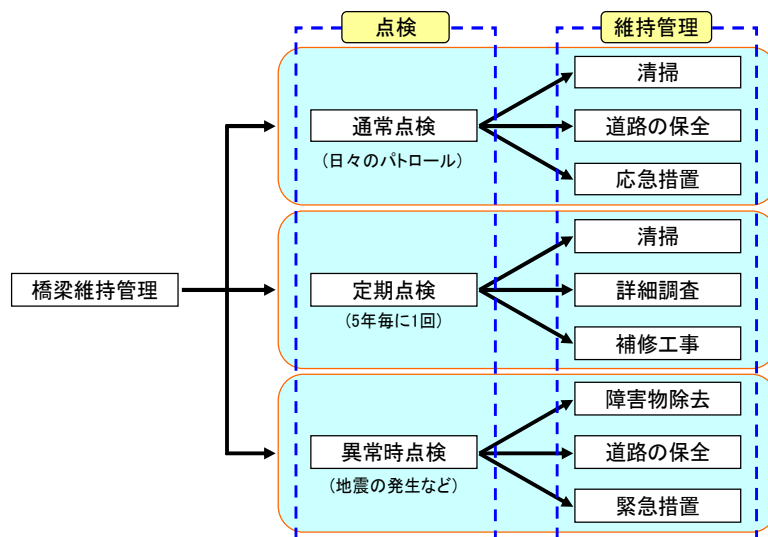 点検
維持管理
橋梁維持管理
通常点検
(日々のパトロール)
清掃
道路の保全
応急措置
定期点検
(5年毎に1回)
清掃
詳細調査
補修工事
異常時点検
(地震の発生など)
障害物除去
道路の保全
緊急措置